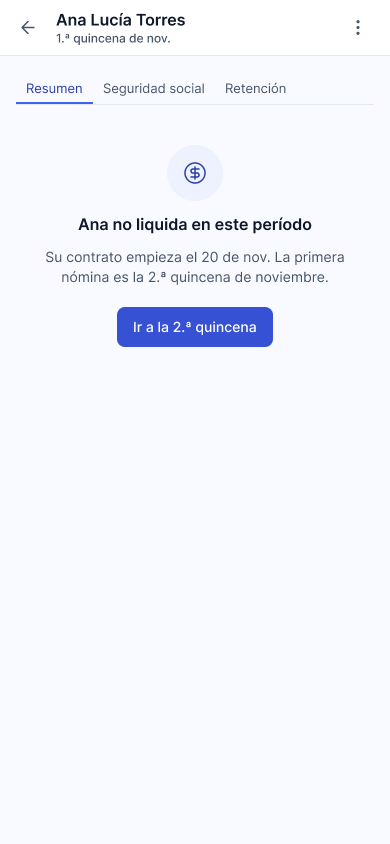 Ana Lucía Torres
1.ª quincena de nov.
Resumen
Seguridad social
Retención
Ana no liquida en este período
Su contrato empieza el 20 de nov. La primera
nómina es la 2.ª quincena de noviembre.
Ir a la 2.ª quincena